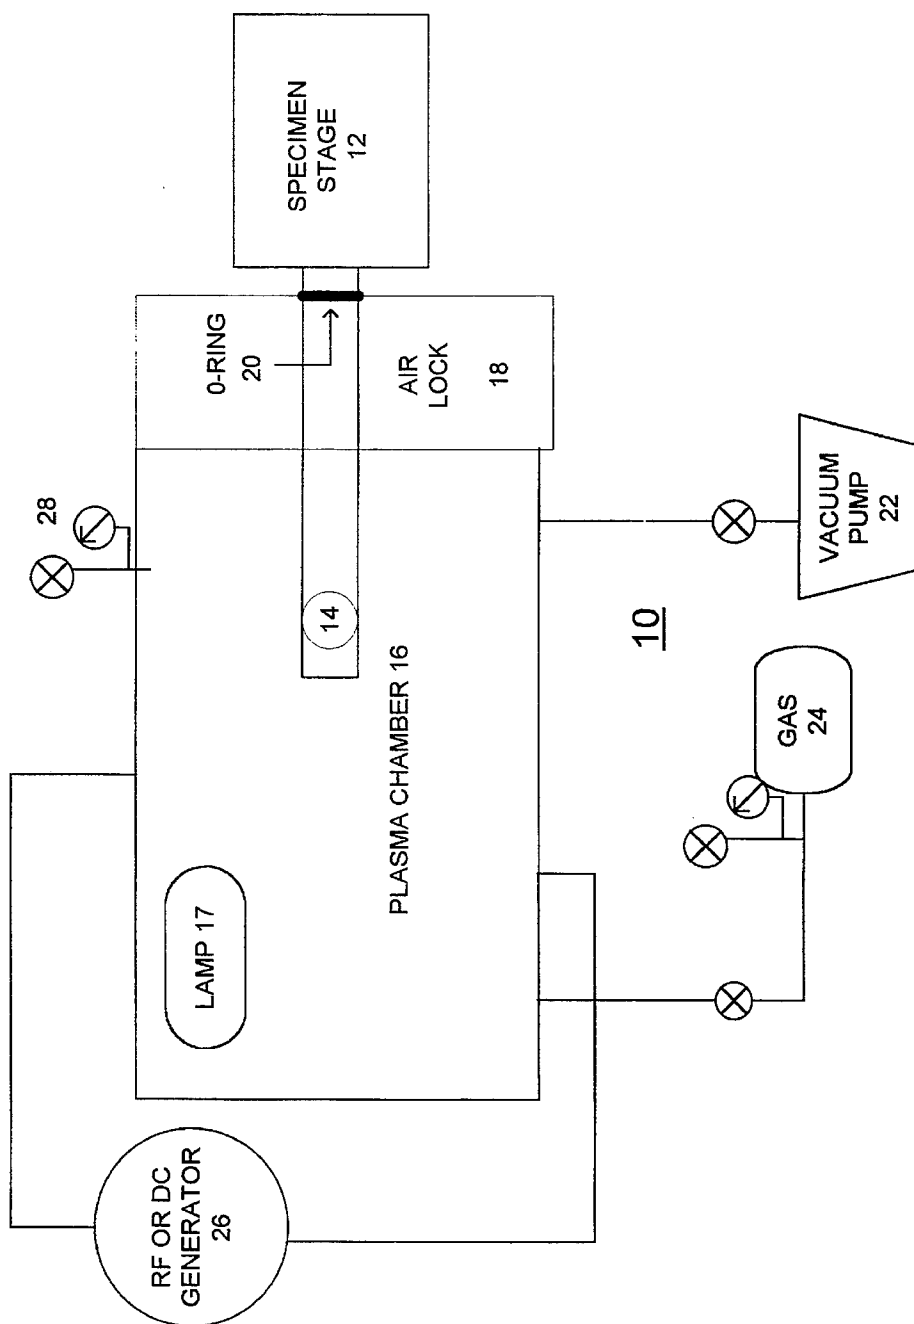 RF OR DC
GENERATOR
26
LAMP 17
PLASMA CHAMBER 16
14
28
0-RING
20
AIR
LOCK
18
SPECIMEN
STAGE
12
10
GAS
24
VACUUM
PUMP
22